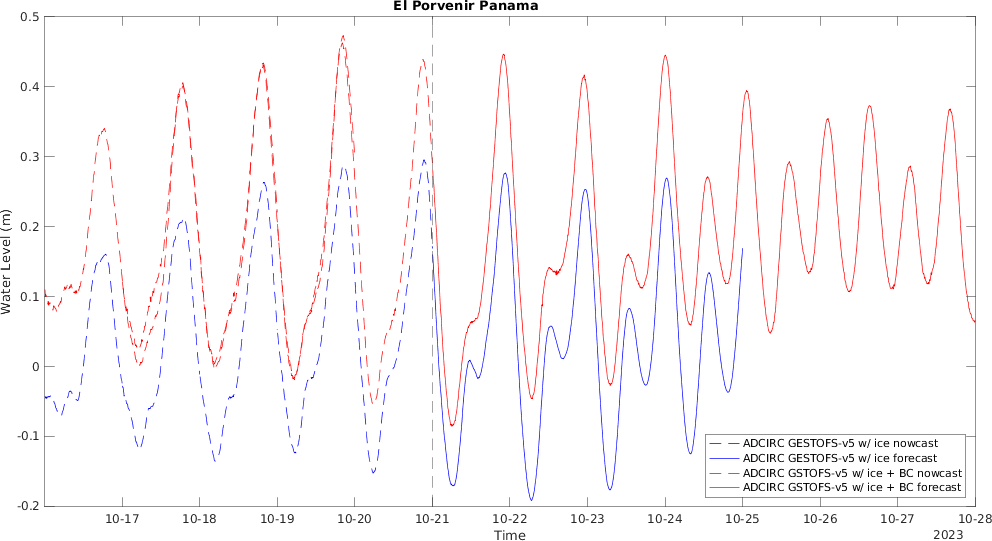 El Porvenir Panama
0.5
0.4
0.3
0.2
0.1
0
-0.1
-0.2
Water Level (m)
ADCIRC GESTOFS-v5 w/ ice nowcast
ADCIRC GESTOFS-v5 w/ ice forecast
ADCIRC GSTOFS-v5 w/ ice + BC nowcast
ADCIRC GSTOFS-v5 w/ ice + BC forecast
10-17 10-18 10-19 10-20 10-21 10-22 10-23 10-24 10-25 10-26 10-27 10-28
Time
2023